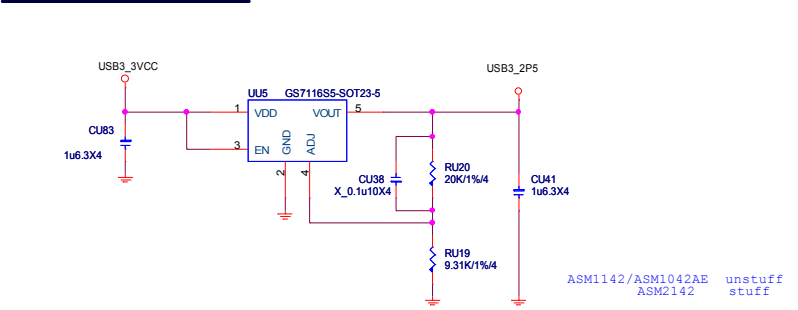 USB3_3VCC
USB3_2P5
UU5 GS7116S5-SOT23-5
1 VDD VOUT 5
3 EN GND ADJ
2 4
CU83
1u6.3X4
CU38
X_0.1u10X4
RU20
20K/1%/4
CU41
1u6.3X4
RU19
9.31K/1%/4
ASM1142/ASM1042AE unstuff
ASM2142 stuff